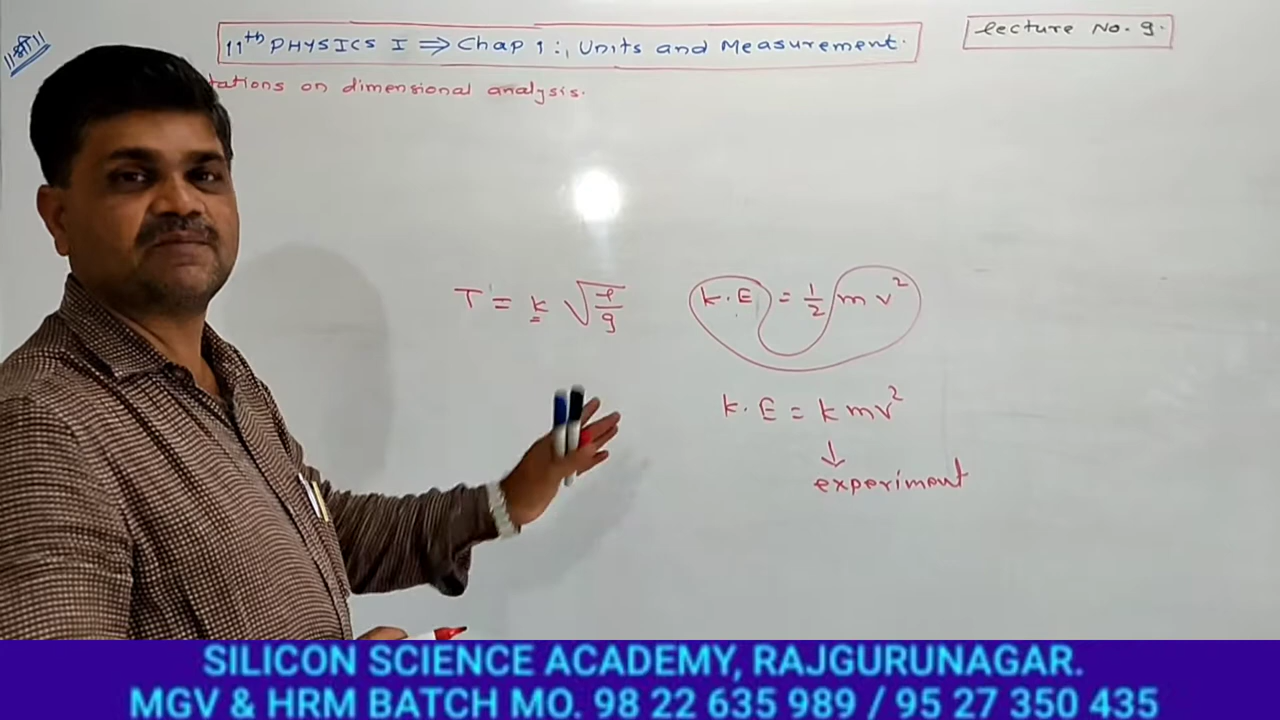 ॥श्री॥
11th PHYSICS I ⇒ Chap 1:, Units and Measurement.
Lecture No. 9.
tations on dimensional analysis.
T = k √(l/g)
k.E = 1/2 m v²
k.E = k m v²
↓
experiment
SILICON SCIENCE ACADEMY, RAJGURUNAGAR.
MGV & HRM BATCH MO. 98 22 635 989 / 95 27 350 435